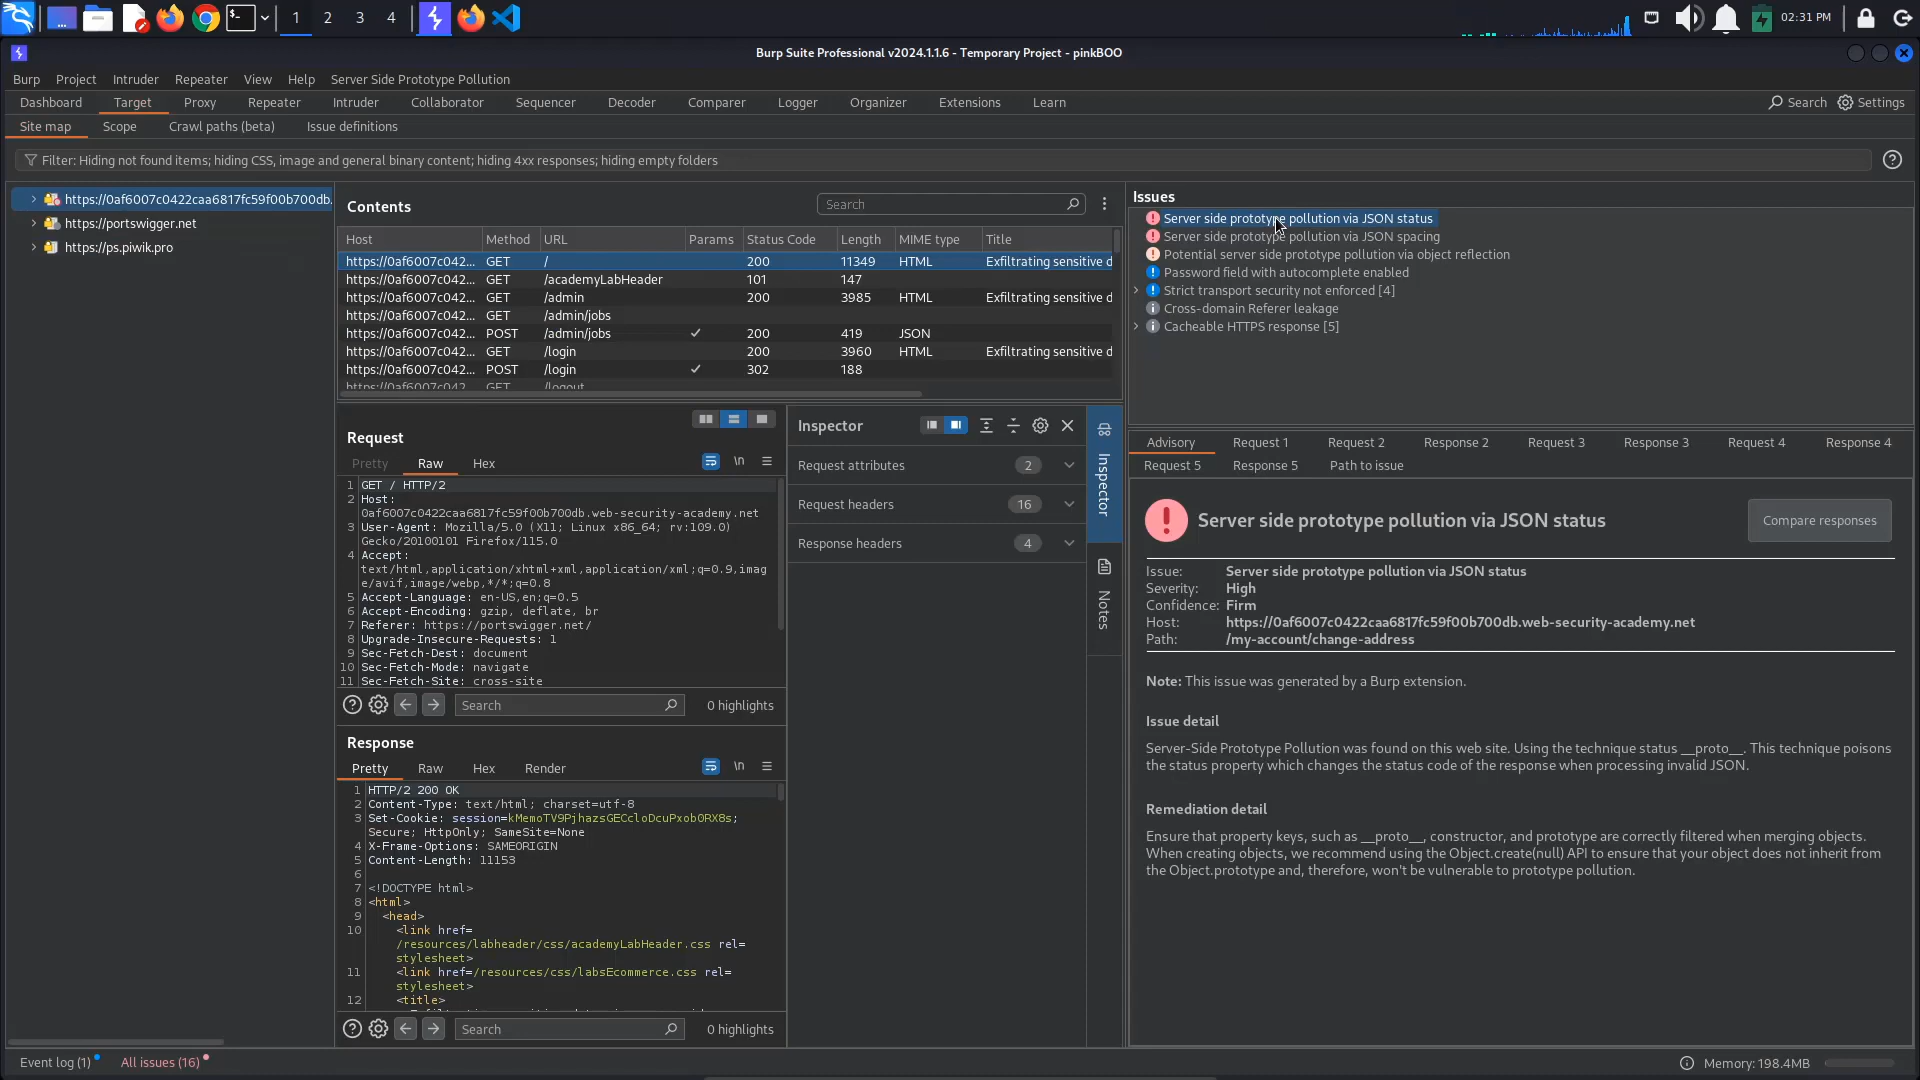 1 2 3 4 02:31 PM
Burp Suite Professional v2024.1.1.6 - Temporary Project - pinkBOO
Burp Project Intruder Repeater View Help Server Side Prototype Pollution
Dashboard Target Proxy Repeater Intruder Collaborator Sequencer Decoder Comparer Logger Organizer Extensions Learn Search Settings
Site map Scope Crawl paths (beta) Issue definitions
Filter: Hiding not found items; hiding CSS, image and general binary content; hiding 4xx responses; hiding empty folders
https://0af6007c0422caa6817fc59f00b700db.
https://portswigger.net
https://ps.piwik.pro
Contents Search
Host Method URL Params Status Code Length MIME type Title
https://0af6007c042... GET / 200 11349 HTML Exfiltrating sensitive d
https://0af6007c042... GET /academyLabHeader 101 147
https://0af6007c042... GET /admin 200 3985 HTML Exfiltrating sensitive d
https://0af6007c042... GET /admin/jobs
https://0af6007c042... POST /admin/jobs ✓ 200 419 JSON
https://0af6007c042... GET /login 200 3960 HTML Exfiltrating sensitive d
https://0af6007c042... POST /login ✓ 302 188
https://0af6007c042 GET /logout
Request
Pretty Raw Hex \n
1 GET / HTTP/2
2 Host:
0af6007c0422caa6817fc59f00b700db.web-security-academy.net
3 User-Agent: Mozilla/5.0 (X11; Linux x86_64; rv:109.0)
Gecko/20100101 Firefox/115.0
4 Accept:
text/html,application/xhtml+xml,application/xml;q=0.9,imag
e/avif,image/webp,*/*;q=0.8
5 Accept-Language: en-US,en;q=0.5
6 Accept-Encoding: gzip, deflate, br
7 Referer: https://portswigger.net/
8 Upgrade-Insecure-Requests: 1
9 Sec-Fetch-Dest: document
10 Sec-Fetch-Mode: navigate
11 Sec-Fetch-Site: cross-site
Search 0 highlights
Response
Pretty Raw Hex Render \n
1 HTTP/2 200 OK
2 Content-Type: text/html; charset=utf-8
3 Set-Cookie: session=kMemoTV9PjhazsGECcloDcuPxobORX8s;
Secure; HttpOnly; SameSite=None
4 X-Frame-Options: SAMEORIGIN
5 Content-Length: 11153
6
7 <!DOCTYPE html>
8 <html>
9 <head>
10 <link href=
/resources/labheader/css/academyLabHeader.css rel=
stylesheet>
11 <link href=/resources/css/labsEcommerce.css rel=
stylesheet>
12 <title>
Search 0 highlights
Inspector
Request attributes 2
Request headers 16
Response headers 4
Inspector
Notes
Issues
Server side prototype pollution via JSON status
Server side prototype pollution via JSON spacing
Potential server side prototype pollution via object reflection
Password field with autocomplete enabled
Strict transport security not enforced [4]
Cross-domain Referer leakage
Cacheable HTTPS response [5]
Advisory Request 1 Request 2 Response 2 Request 3 Response 3 Request 4 Response 4
Request 5 Response 5 Path to issue
Server side prototype pollution via JSON status Compare responses
Issue: Server side prototype pollution via JSON status
Severity: High
Confidence: Firm
Host: https://0af6007c0422caa6817fc59f00b700db.web-security-academy.net
Path: /my-account/change-address
Note: This issue was generated by a Burp extension.
Issue detail
Server-Side Prototype Pollution was found on this web site. Using the technique status __proto__. This technique poisons
the status property which changes the status code of the response when processing invalid JSON.
Remediation detail
Ensure that property keys, such as __proto__, constructor, and prototype are correctly filtered when merging objects.
When creating objects, we recommend using the Object.create(null) API to ensure that your object does not inherit from
the Object.prototype and, therefore, won't be vulnerable to prototype pollution.
Event log (1) All issues (16) Memory: 198.4MB